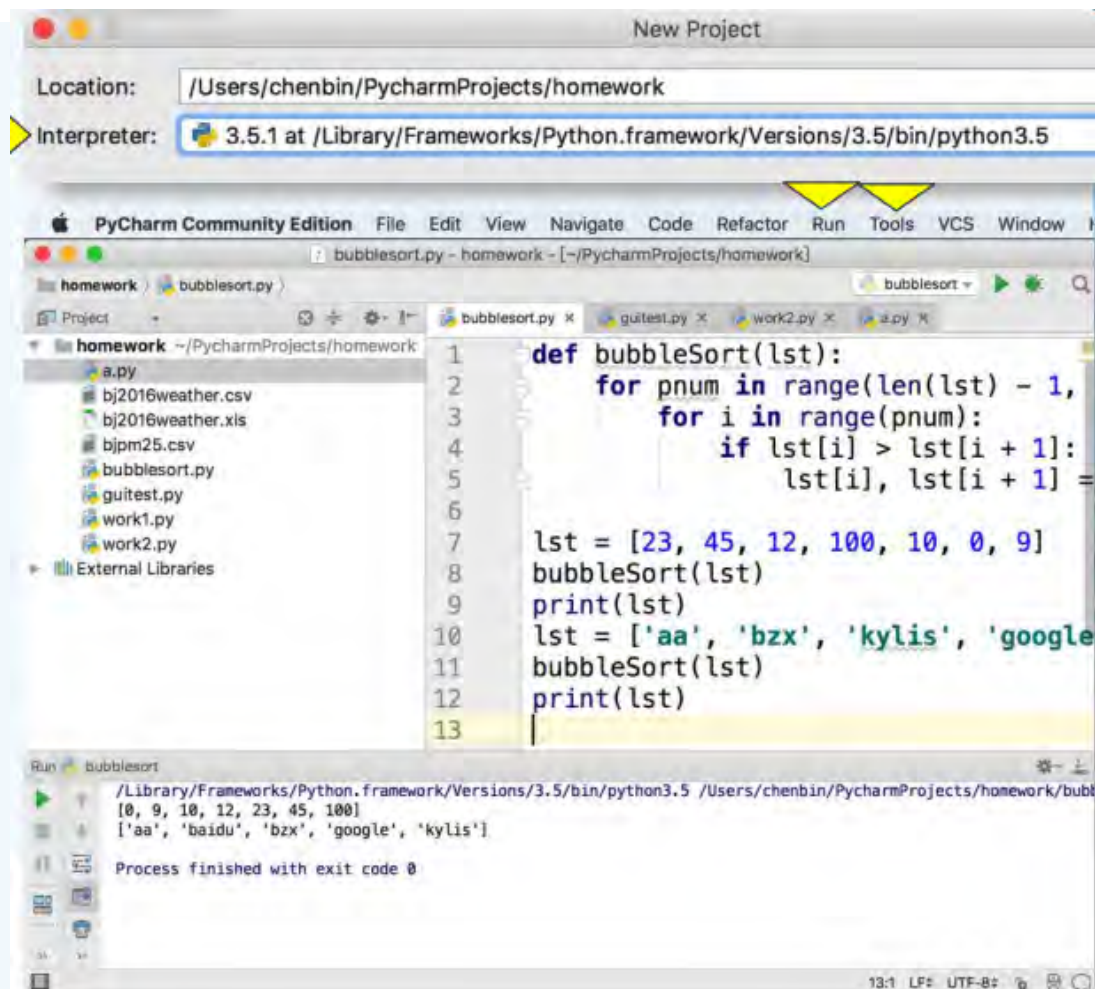 New Project
Location: /Users/chenbin/PycharmProjects/homework
Interpreter: 3.5.1 at /Library/Frameworks/Python.framework/Versions/3.5/bin/python3.5
PyCharm Community Edition File Edit View Navigate Code Refactor Run Tools VCS Window
bubblesort.py - homework - [~/PycharmProjects/homework]
homework bubblesort.py bubblesort
Project bubblesort.py × guitest.py × work2.py × a.py ×
homework ~/PycharmProjects/homework
a.py
bj2016weather.csv
bj2016weather.xls
bjpm25.csv
bubblesort.py
guitest.py
work1.py
work2.py
External Libraries
1 def bubbleSort(lst):
2 for pnum in range(len(lst) - 1,
3 for i in range(pnum):
4 if lst[i] > lst[i + 1]:
5 lst[i], lst[i + 1] =
6
7 lst = [23, 45, 12, 100, 10, 0, 9]
8 bubbleSort(lst)
9 print(lst)
10 lst = ['aa', 'bzx', 'kylis', 'google
11 bubbleSort(lst)
12 print(lst)
13
Run bubblesort
/Library/Frameworks/Python.framework/Versions/3.5/bin/python3.5 /Users/chenbin/PycharmProjects/homework/bubb
[0, 9, 10, 12, 23, 45, 100]
['aa', 'baidu', 'bzx', 'google', 'kylis']
Process finished with exit code 0
13:1 LF÷ UTF-8÷